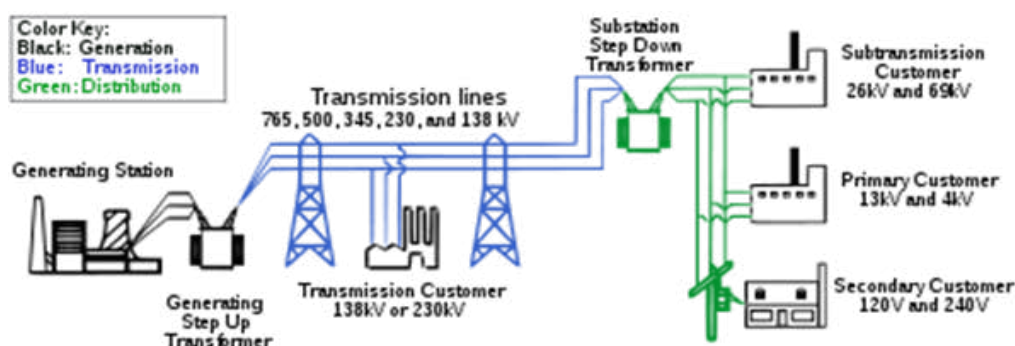 Color Key:
Black: Generation
Blue: Transmission
Green: Distribution
Substation
Step Down
Transformer
Subtransmission
Customer
26kV and 69kV
Transmission lines
765, 500, 345, 230, and 138 kV
Generating Station
Primary Customer
13kV and 4kV
Transmission Customer
138kV or 230kV
Secondary Customer
120V and 240V
Generating
Step Up
Transformer